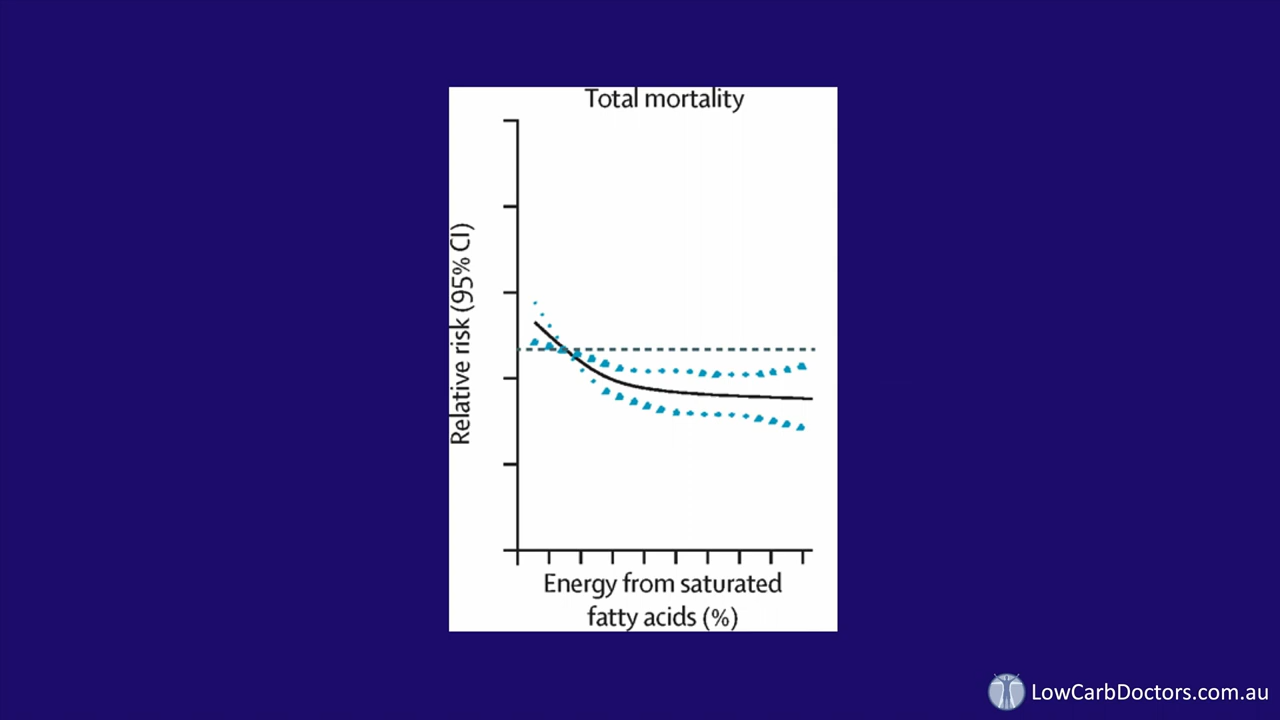 Total mortality
Relative risk (95% CI)
Energy from saturated
fatty acids (%)
LowCarbDoctors.com.au